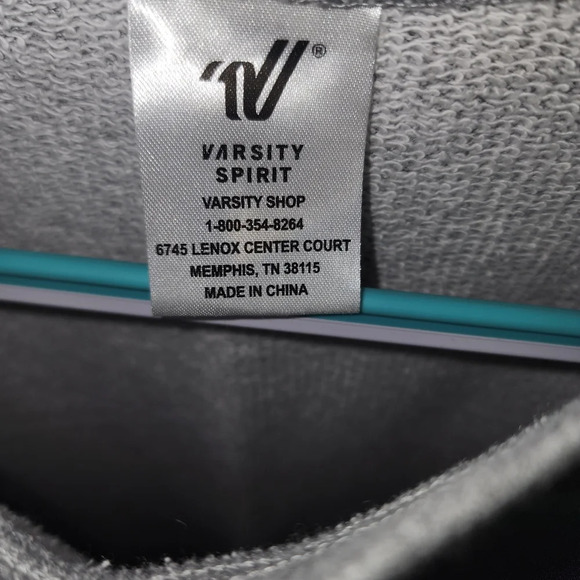 ®
VARSITY
SPIRIT
VARSITY SHOP
1-800-354-8264
6745 LENOX CENTER COURT
MEMPHIS, TN 38115
MADE IN CHINA